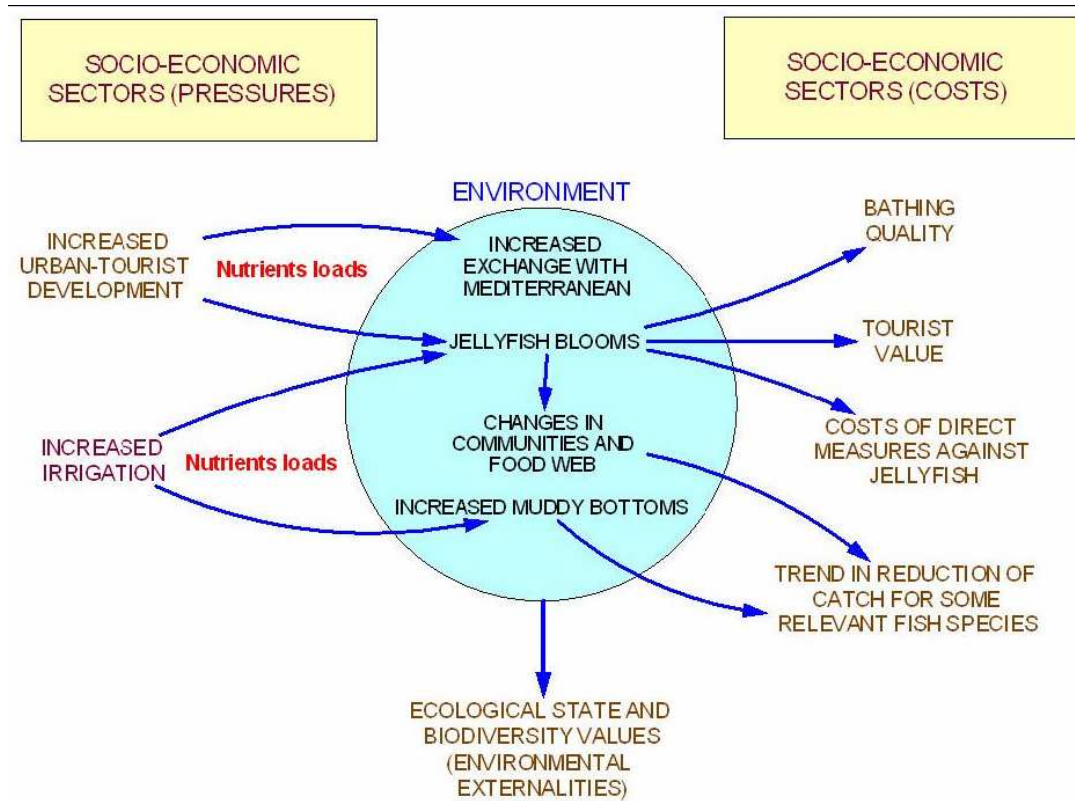 SOCIO-ECONOMIC
SECTORS (PRESSURES)
SOCIO-ECONOMIC
SECTORS (COSTS)
ENVIRONMENT
INCREASED
URBAN-TOURIST
DEVELOPMENT
Nutrients loads
INCREASED
EXCHANGE WITH
MEDITERRANEAN
BATHING
QUALITY
JELLYFISH BLOOMS
TOURIST
VALUE
INCREASED
IRRIGATION
Nutrients loads
CHANGES IN
COMMUNITIES AND
FOOD WEB
COSTS OF DIRECT
MEASURES AGAINST
JELLYFISH
INCREASED MUDDY BOTTOMS
TREND IN REDUCTION OF
CATCH FOR SOME
RELEVANT FISH SPECIES
ECOLOGICAL STATE AND
BIODIVERSITY VALUES
(ENVIRONMENTAL
EXTERNALITIES)